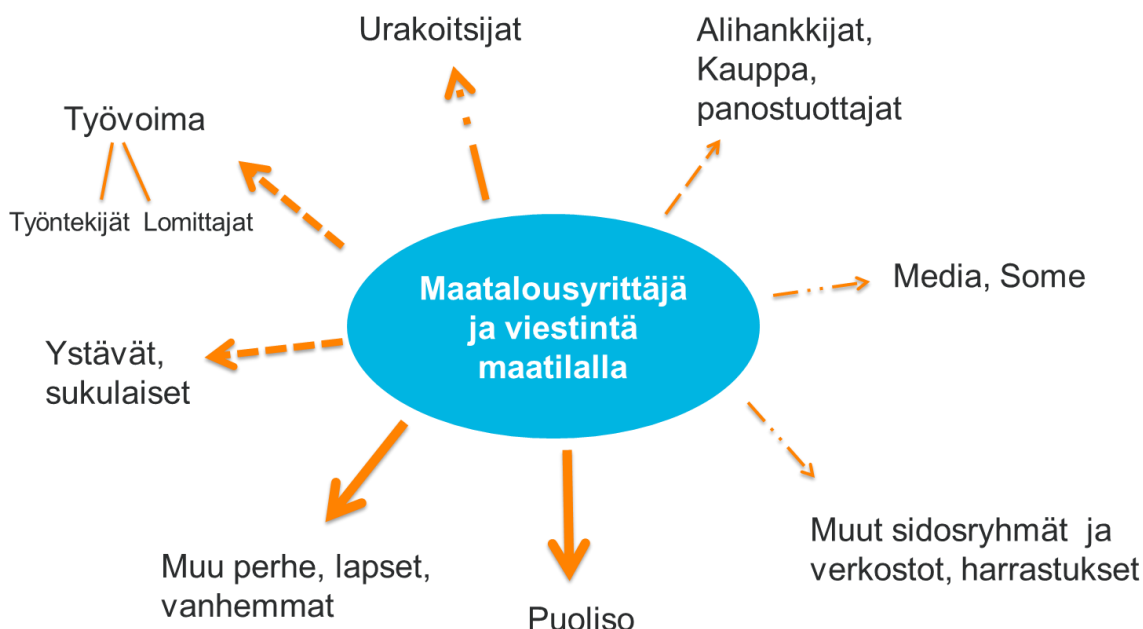 Urakoitsijat
Alihankkijat,
Kauppa,
panostuottajat
Työvoima
Työntekijät Lomittajat
Maatalousyrittäjä
ja viestintä
maatilalla
Media, Some
Ystävät,
sukulaiset
Muu perhe, lapset,
vanhemmat
Puoliso
Muut sidosryhmät ja
verkostot, harrastukset